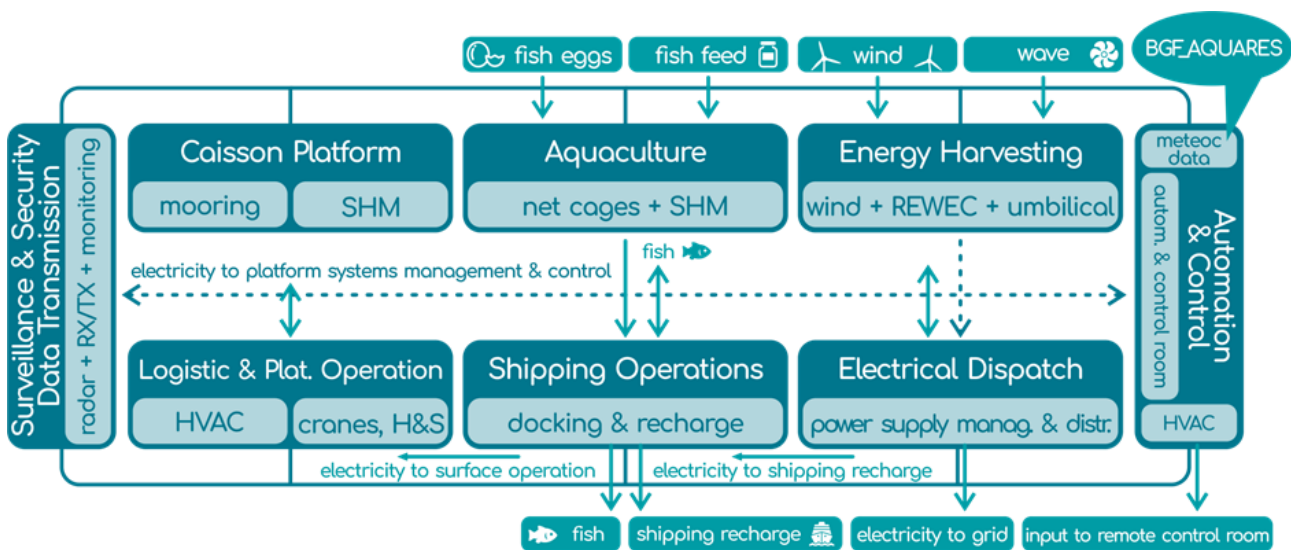 fish eggs
fish feed
wind
wave
BGF_AQUARES
Surveillance & Security
Data Transmission
radar + RX/TX + monitoring
Caisson Platform
mooring
SHM
Aquaculture
net cages + SHM
Energy Harvesting
wind + REWEC + umbilical
meteoc
data
autom. & control room
Automation
& Control
HVAC
fish
electricity to platform systems management & control
Logistic & Plat. Operation
HVAC
cranes, H&S
Shipping Operations
docking & recharge
Electrical Dispatch
power supply manag. & distr.
electricity to surface operation
electricity to shipping recharge
fish
shipping recharge
electricity to grid
input to remote control room